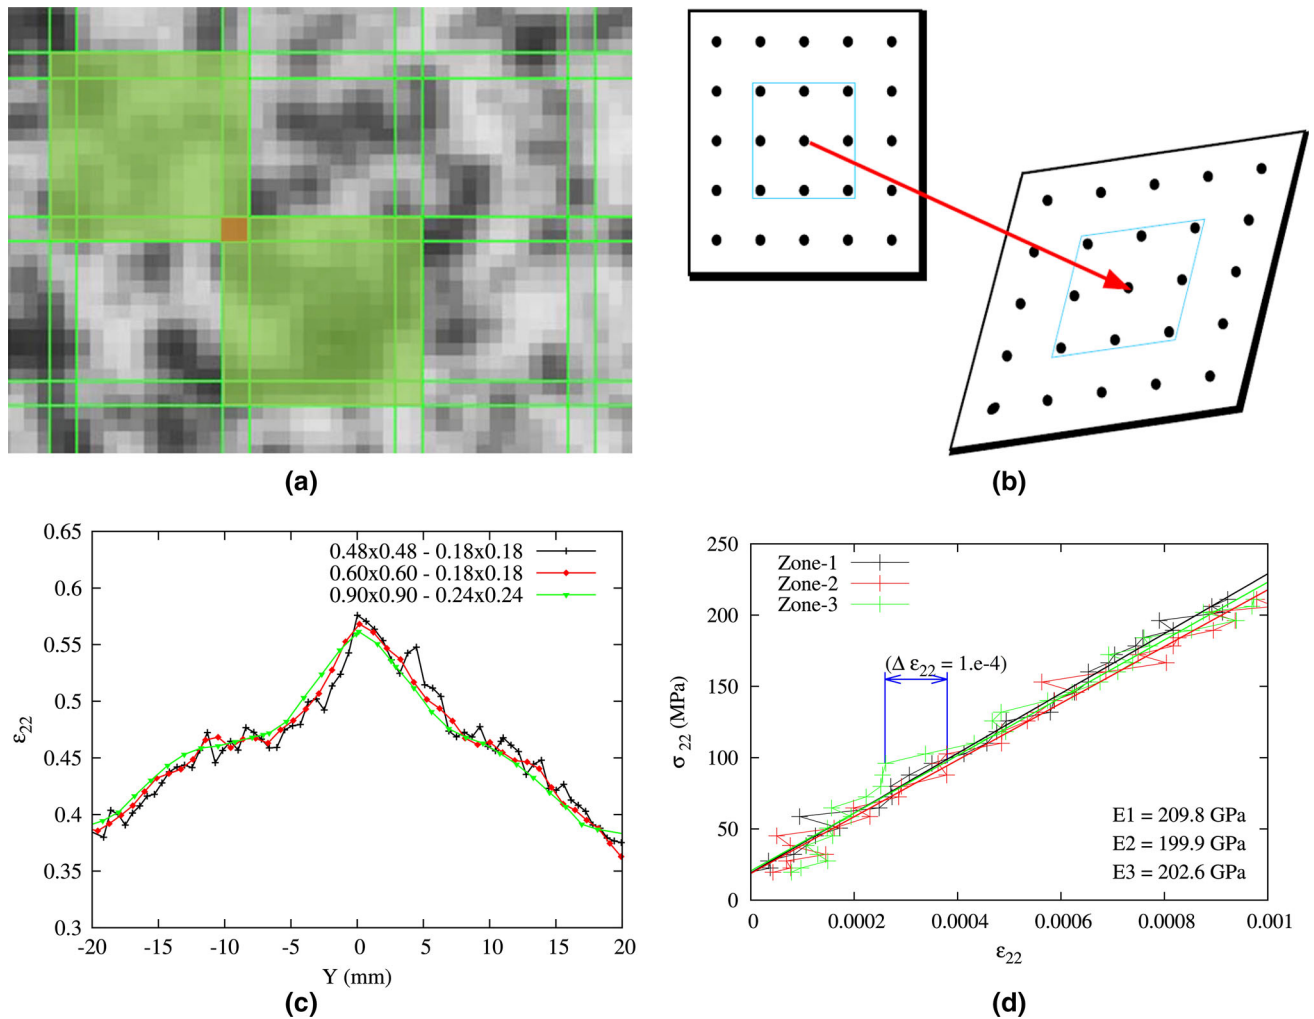 (a)
(b)
0.65
0.6
0.55
0.5
0.45
0.4
0.35
0.3
ε22
0.48x0.48 - 0.18x0.18
0.60x0.60 - 0.18x0.18
0.90x0.90 - 0.24x0.24
-20 -15 -10 -5 0 5 10 15 20
Y (mm)
(c)
250
200
150
100
50
0
σ 22 (MPa)
Zone-1
Zone-2
Zone-3
(Δ ε22 = 1.e-4)
E1 = 209.8 GPa
E2 = 199.9 GPa
E3 = 202.6 GPa
0 0.0002 0.0004 0.0006 0.0008 0.001
ε22
(d)